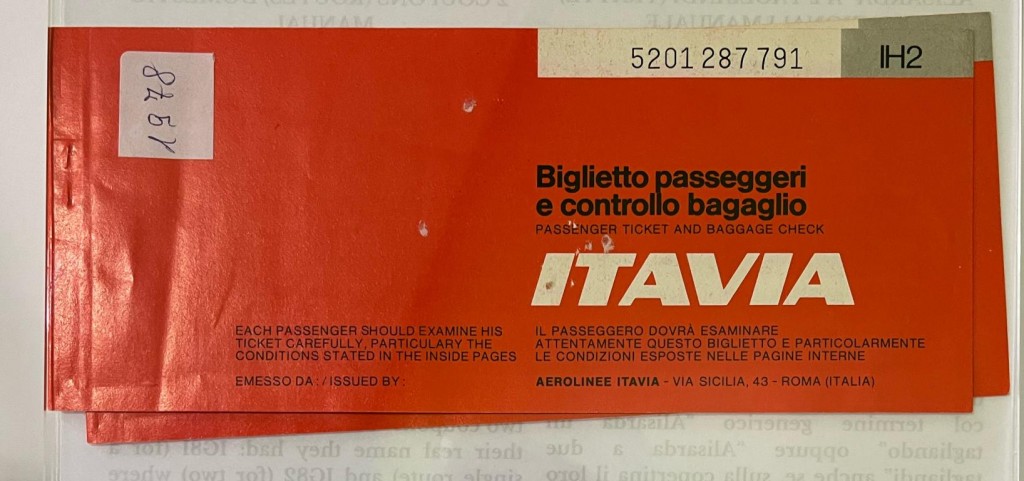 5201 287 791
IH2
1978
Biglietto passeggeri
e controllo bagaglio
PASSENGER TICKET AND BAGGAGE CHECK
ITAVIA
EACH PASSENGER SHOULD EXAMINE HIS
TICKET CAREFULLY, PARTICULARY THE
CONDITIONS STATED IN THE INSIDE PAGES
EMESSO DA : / ISSUED BY :
IL PASSEGGERO DOVRÀ ESAMINARE
ATTENTAMENTE QUESTO BIGLIETTO E PARTICOLARMENTE
LE CONDIZIONI ESPOSTE NELLE PAGINE INTERNE
AEROLINEE ITAVIA - VIA SICILIA, 43 - ROMA (ITALIA)